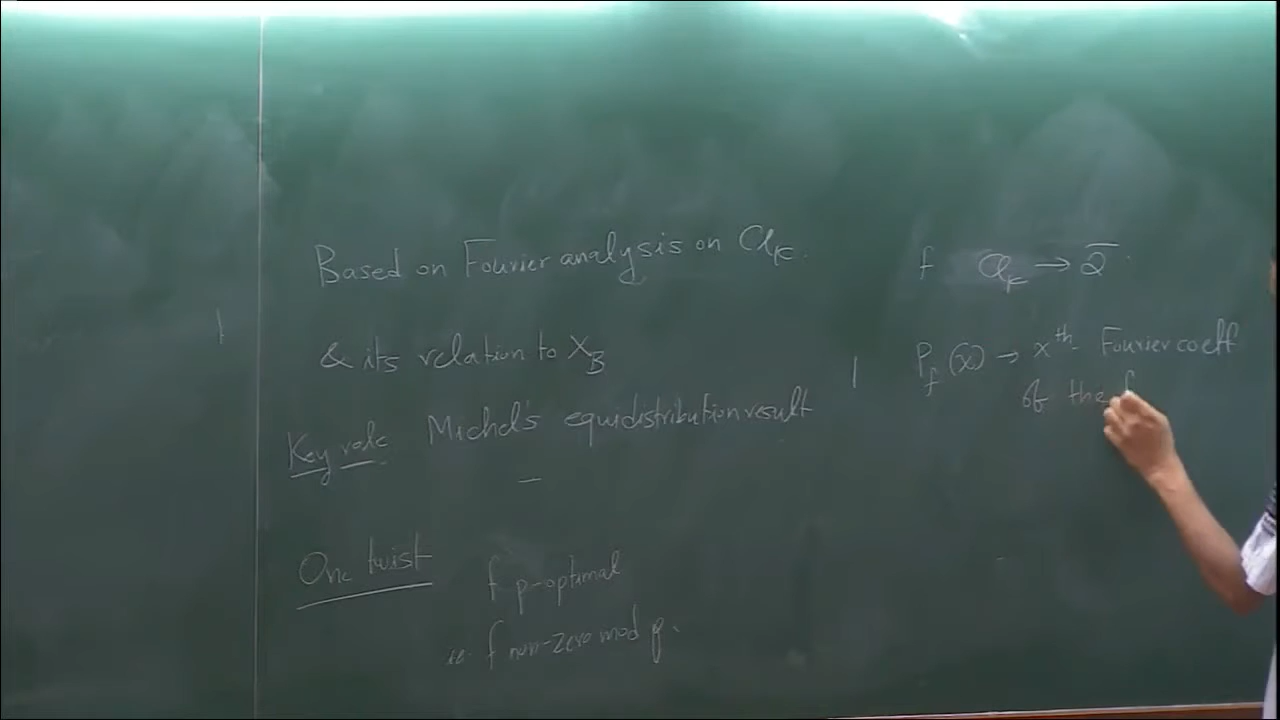 Based on Fourier analysis on Cl_K.
& its relation to X_B
Key role Michel's equidistribution result
One twist f p-optimal
i.e. f non-zero mod p.
f Cl_K → \overline{Q}.
P_f(χ) → χ^th Fourier coeff
of the f